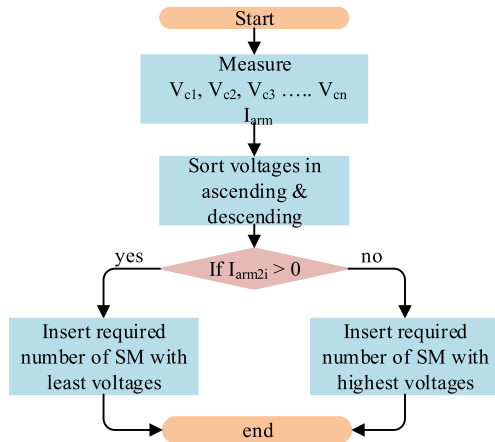 Start
Measure
Vc1, Vc2, Vc3 ..... Vcn
Iarm
Sort voltages in
ascending &
descending
yes
If Iarm2i > 0
no
Insert required
number of SM with
least voltages
Insert required
number of SM with
highest voltages
end